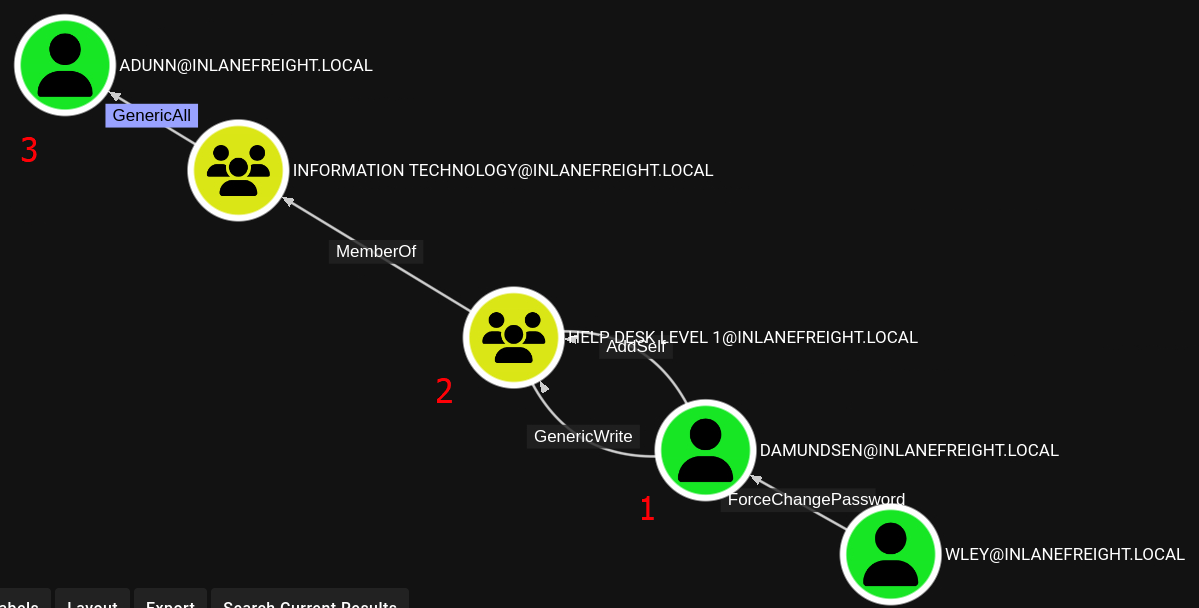 ADUNN@INLANEFREIGHT.LOCAL
GenericAll
3
INFORMATION TECHNOLOGY@INLANEFREIGHT.LOCAL
MemberOf
HELP DESK LEVEL 1@INLANEFREIGHT.LOCAL
AddSelf
2
GenericWrite
DAMUNDSEN@INLANEFREIGHT.LOCAL
1
ForceChangePassword
WLEY@INLANEFREIGHT.LOCAL
abels Layout Export Search Current Results